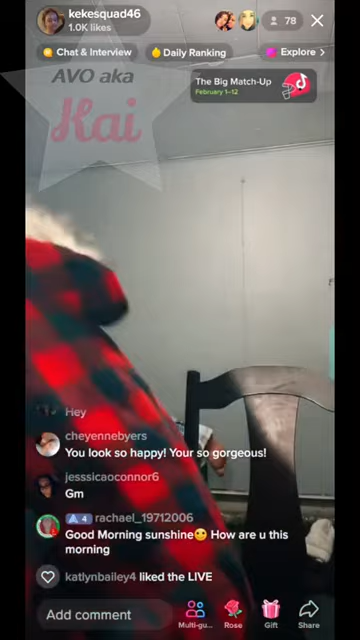 kekesquad46
1.0K likes
78
Chat & Interview
Daily Ranking
Explore >
AVO aka
Hai
The Big Match-Up
February 1-12
Hey
cheyennebyers
You look so happy! Your so gorgeous!
jesssicaoconnor6
Gm
4 rachael_19712006
Good Morning sunshine🙂 How are u this
morning
katlynbailey4 liked the LIVE
Add comment
Multi-gu...
Rose
Gift
Share